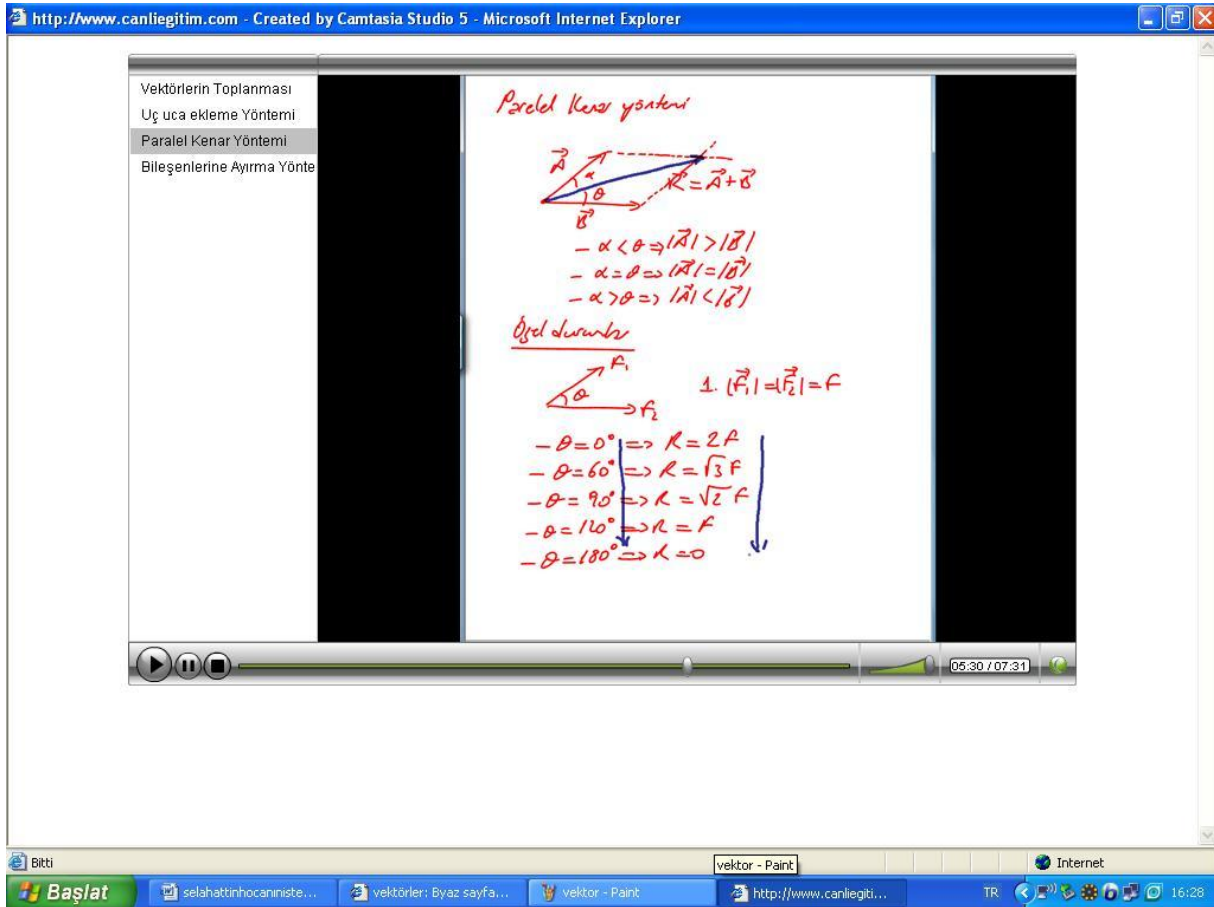 http://www.canliegitim.com - Created by Camtasia Studio 5 - Microsoft Internet Explorer
Vektörlerin Toplanması
Uç uca ekleme Yöntemi
Paralel Kenar Yöntemi
Bileşenlerine Ayırma Yönte
Paralel Kenar yöntemi
A⃗
α
θ
R⃗ = A⃗ + B⃗
B⃗
- α < θ => |A⃗| > |B⃗|
- α = θ => |A⃗| = |B⃗|
- α > θ => |A⃗| < |B⃗|
Özel durumlar
F₁
θ
F₂
1. |F⃗₁| = |F⃗₂| = F
- θ = 0° => R = 2F
- θ = 60° => R = √3 F
- θ = 90° => R = √2 F
- θ = 120° => R = F
- θ = 180° => R = 0
05:30 / 07:31
Bitti
vektor - Paint
Internet
Başlat
selahattinhocanıniste...
vektörler: Byaz sayfa...
vektor - Paint
http://www.canliegiti...
TR
16:28